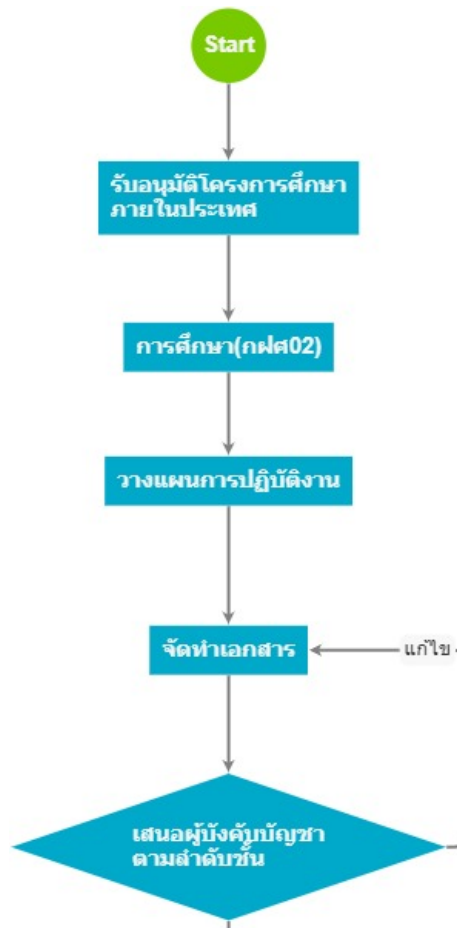 Start
รับอนุมัติโครงการศึกษา
ภายในประเทศ
การศึกษา(กฝศ02)
วางแผนการปฏิบัติงาน
จัดทำเอกสาร
แก้ไข
เสนอผู้บังคับบัญชา
ตามลำดับชั้น